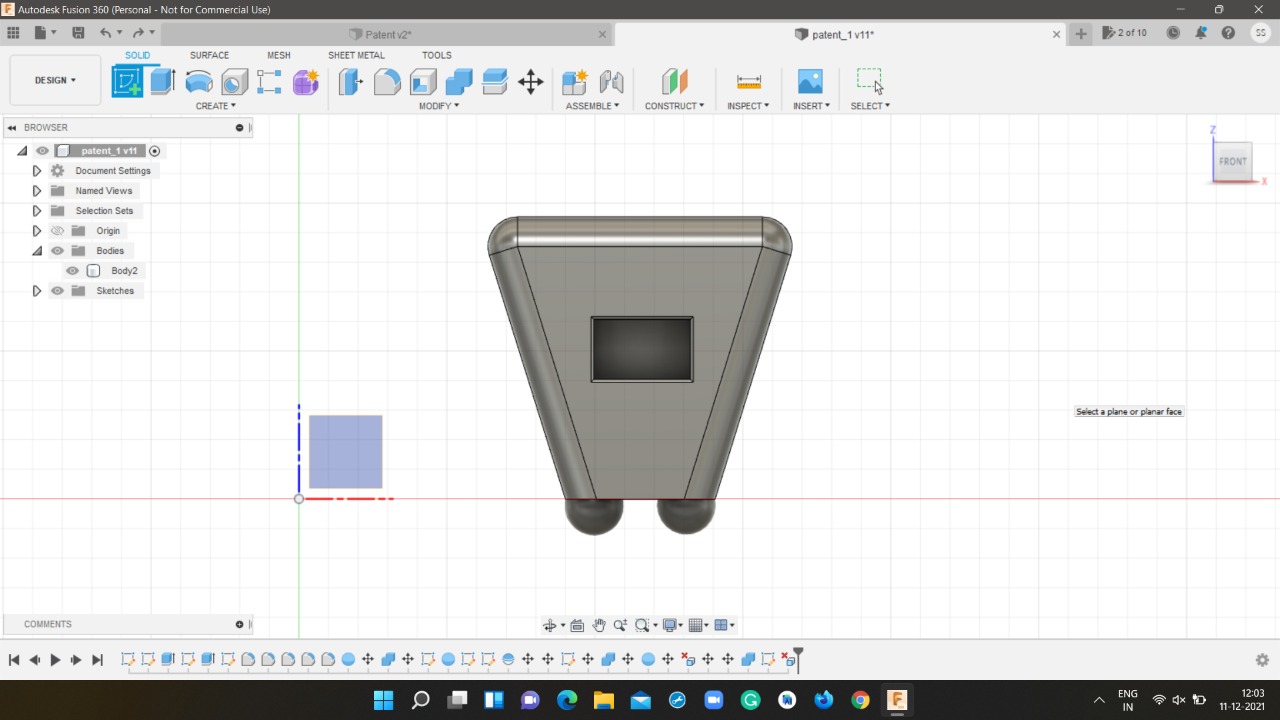 Autodesk Fusion 360 (Personal - Not for Commercial Use)
Patent v2*
patent_1 v11*
2 of 10
SS
SOLID
SURFACE
MESH
SHEET METAL
TOOLS
DESIGN
CREATE
MODIFY
ASSEMBLE
CONSTRUCT
INSPECT
INSERT
SELECT
BROWSER
patent_1 v11
Document Settings
Named Views
Selection Sets
Origin
Bodies
Body2
Sketches
Z
FRONT
X
Select a plane or planar face
COMMENTS
ENG
IN
12:03
11-12-2021